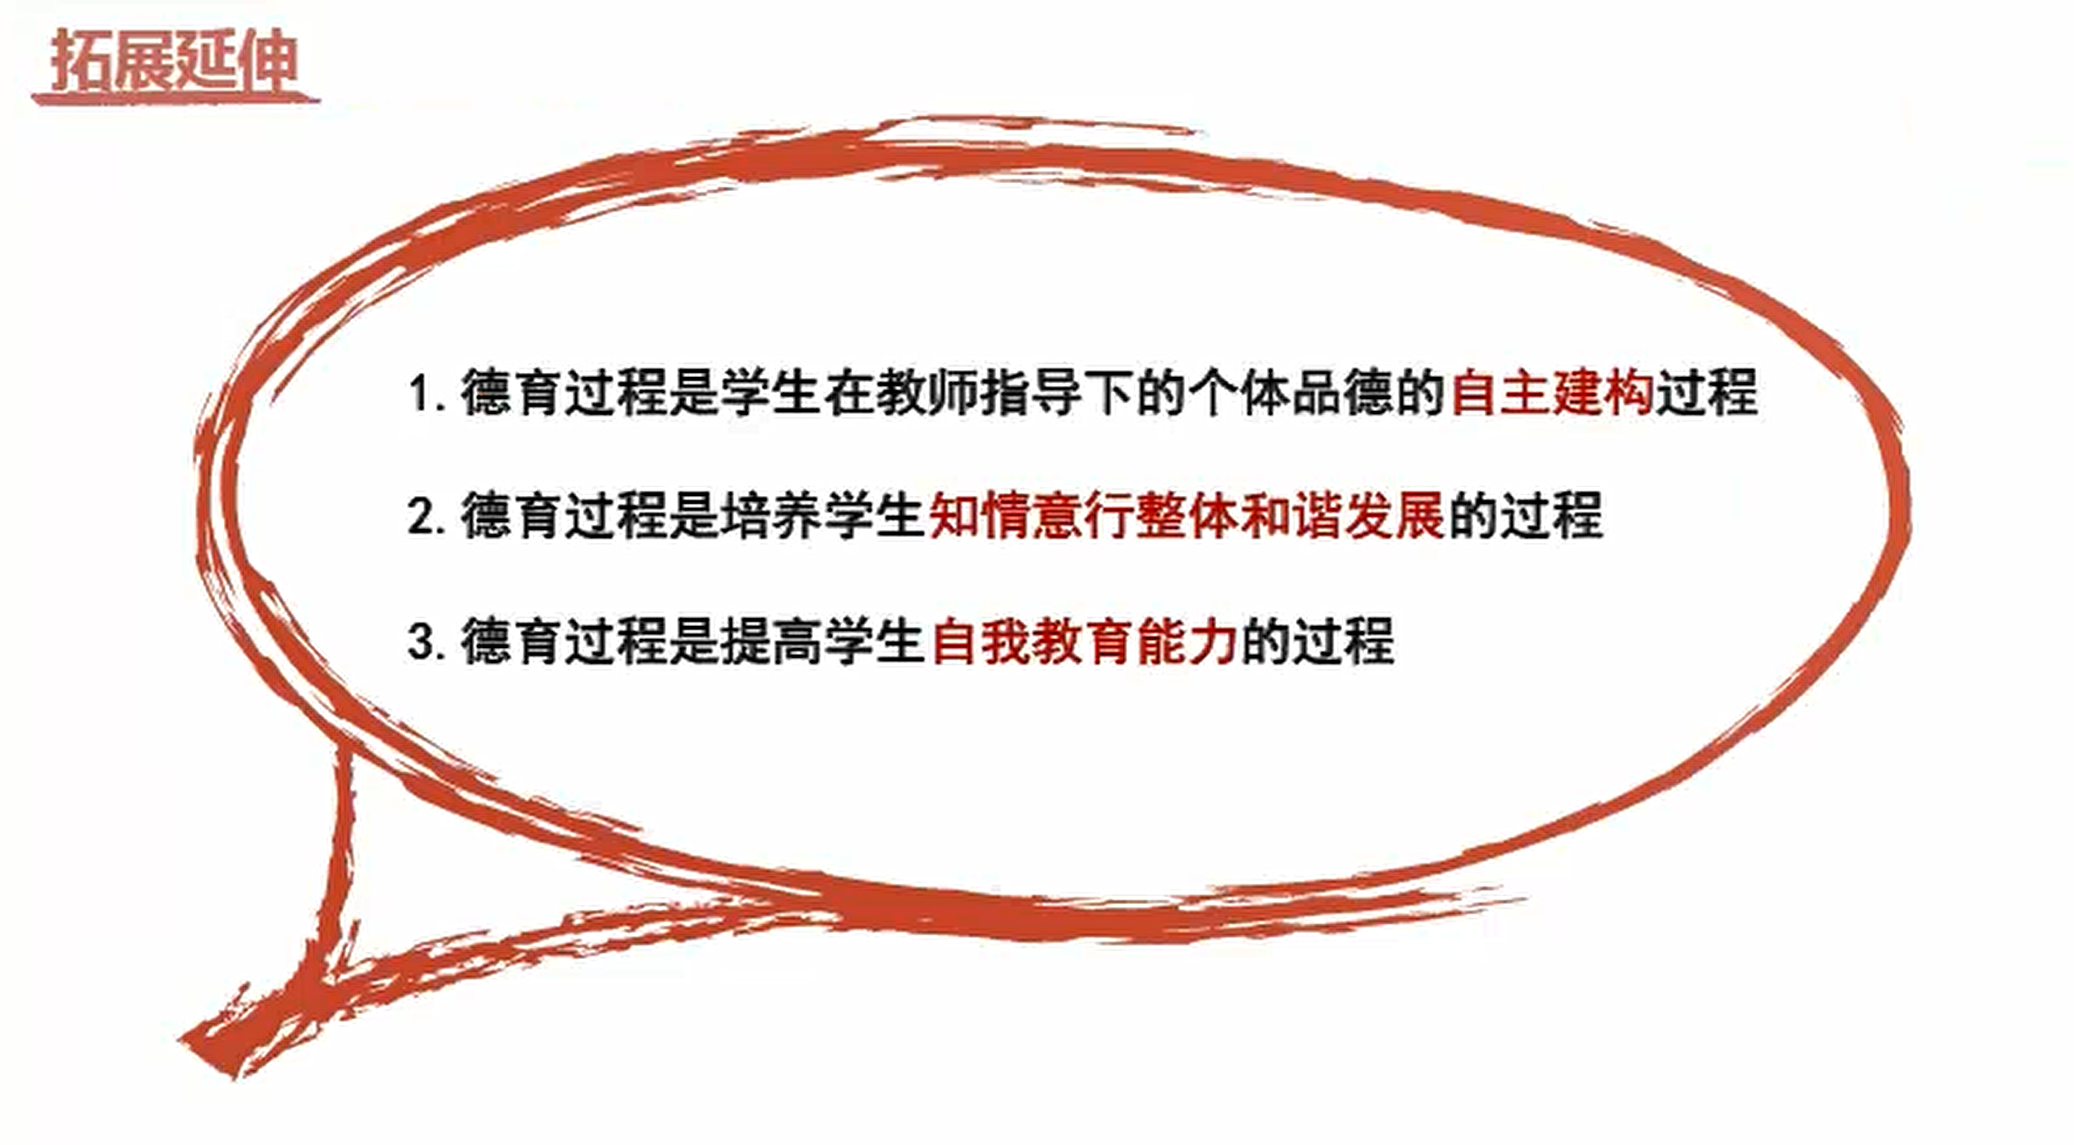 拓展延伸
1. 德育过程是学生在教师指导下的个体品德的自主建构过程
2. 德育过程是培养学生知情意行整体和谐发展的过程
3. 德育过程是提高学生自我教育能力的过程